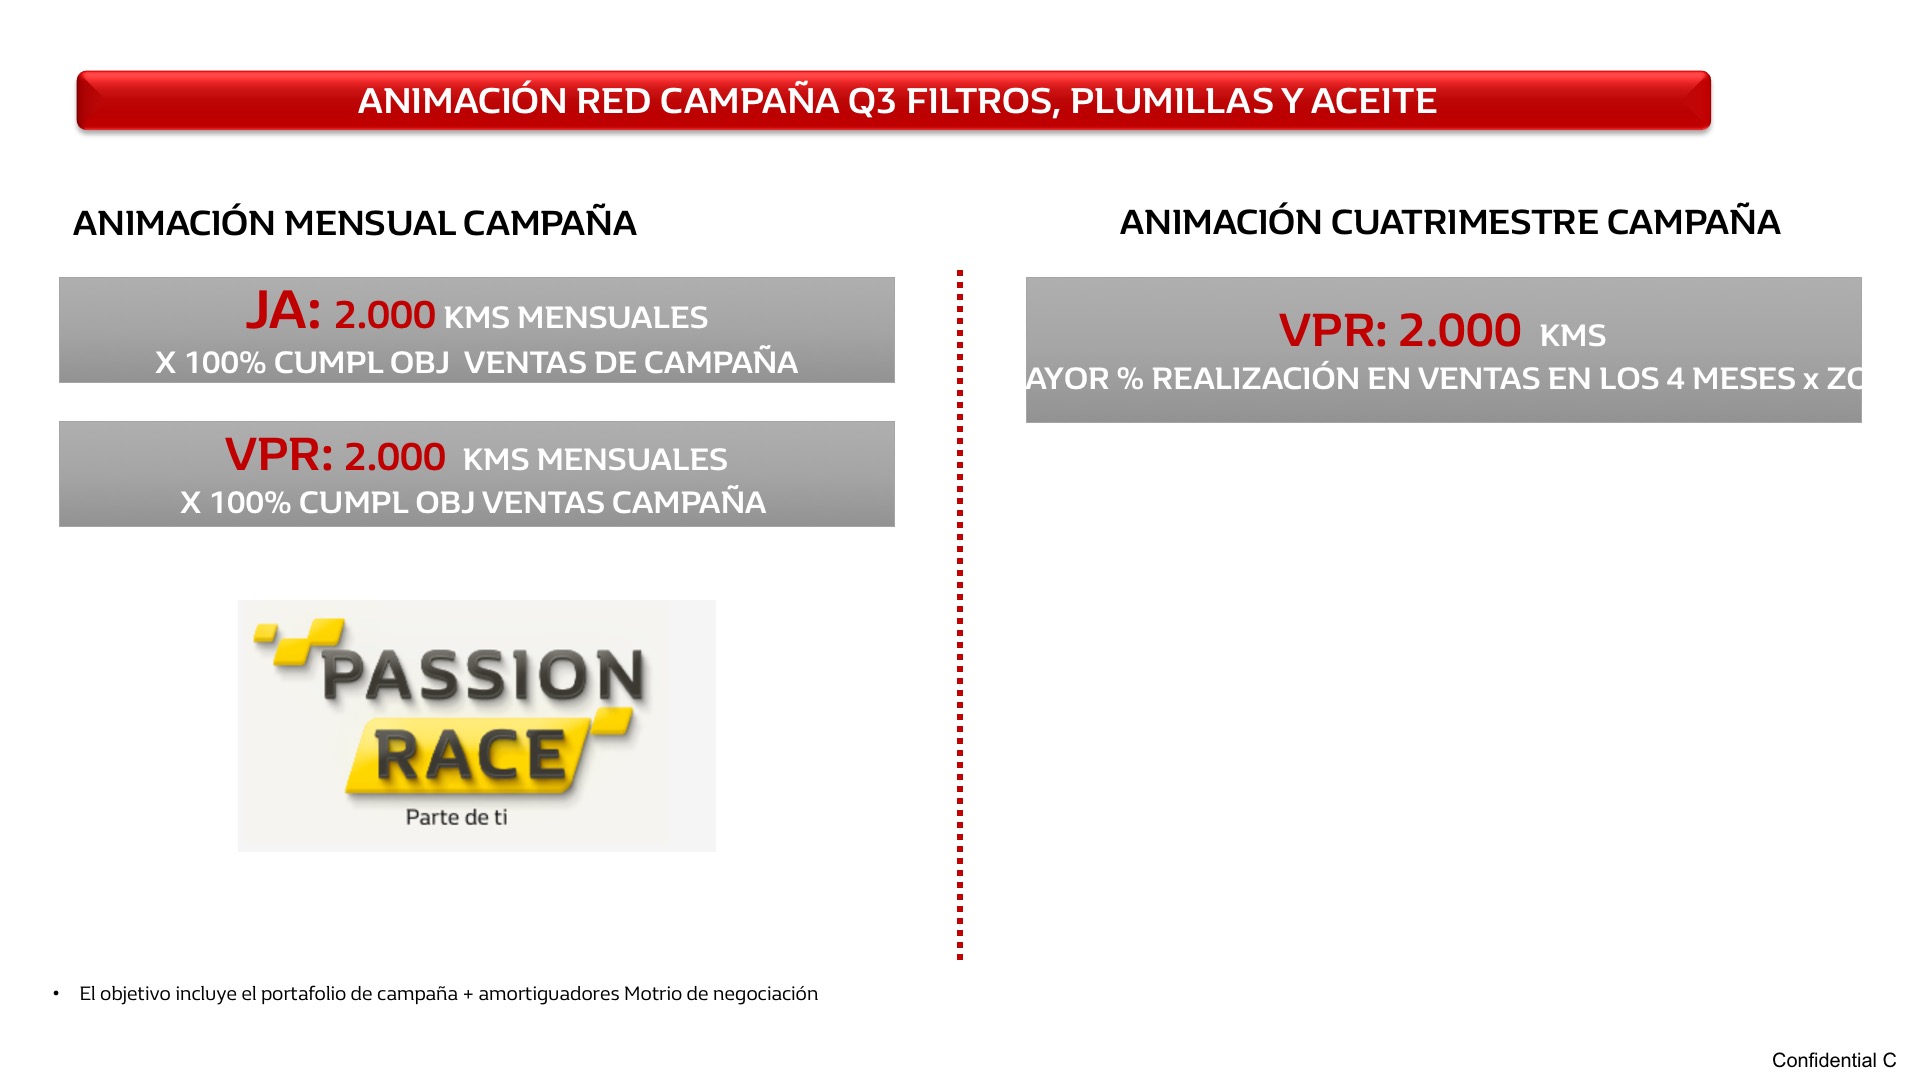 ANIMACIÓN RED CAMPAÑA Q3 FILTROS, PLUMILLAS Y ACEITE
ANIMACIÓN MENSUAL CAMPAÑA
JA: 2.000 KMS MENSUALES
X 100% CUMPL OBJ VENTAS DE CAMPAÑA
VPR: 2.000 KMS MENSUALES
X 100% CUMPL OBJ VENTAS CAMPAÑA
PASSION
RACE
Parte de ti
ANIMACIÓN CUATRIMESTRE CAMPAÑA
VPR: 2.000 KMS
% REALIZACIÓN EN VENTAS EN LOS 4 MESES x
• El objetivo incluye el portafolio de campaña + amortiguadores Motrio de negociación
Confidential C